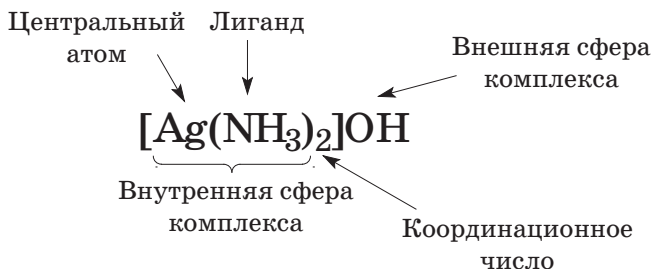 Центральный
атом
Лиганд
Внешняя сфера
комплекса
[Ag(NH₃)₂]OH
Внутренняя сфера
комплекса
Координационное
число